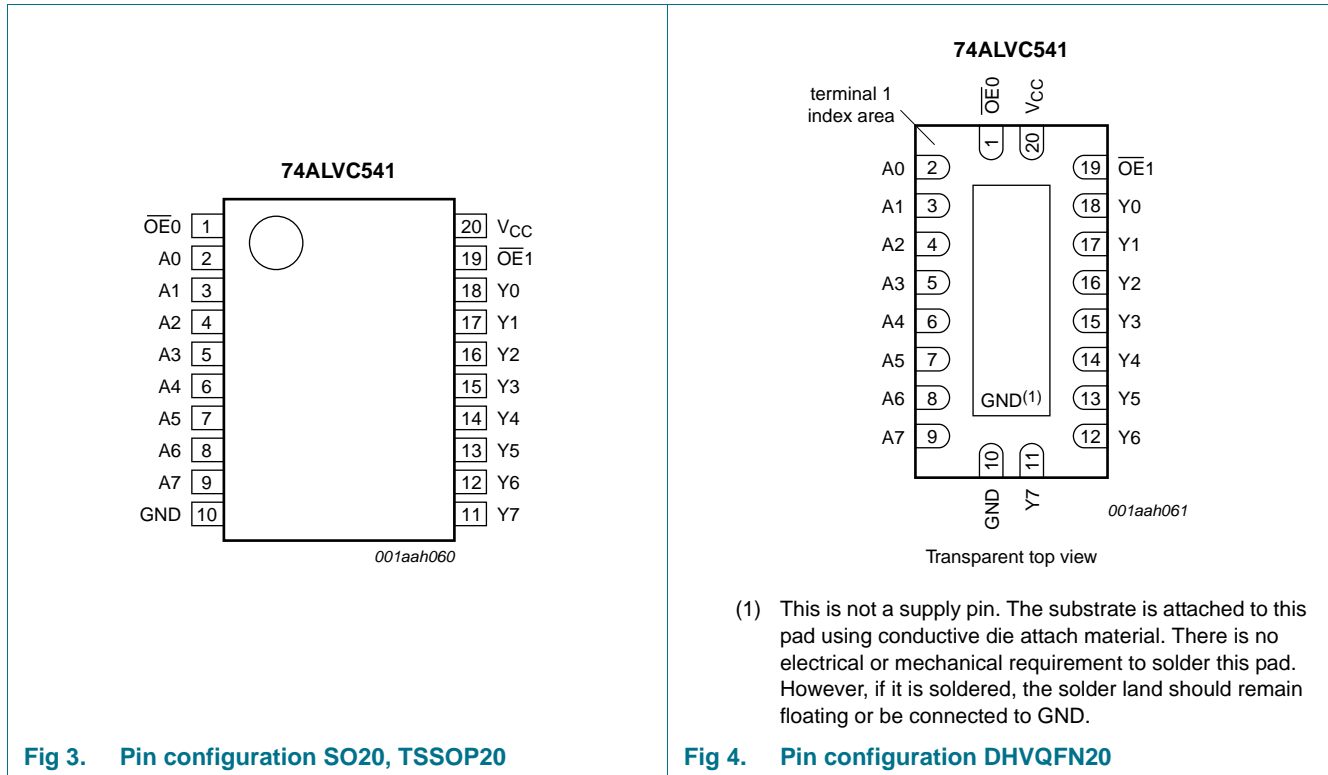 74ALVC541
OE0 1
A0 2
A1 3
A2 4
A3 5
A4 6
A5 7
A6 8
A7 9
GND 10
20 VCC
19 OE1
18 Y0
17 Y1
16 Y2
15 Y3
14 Y4
13 Y5
12 Y6
11 Y7
001aah060
Fig 3. Pin configuration SO20, TSSOP20
74ALVC541
terminal 1
index area
OE0
VCC
1
20
A0 2
A1 3
A2 4
A3 5
A4 6
A5 7
A6 8
A7 9
19 OE1
18 Y0
17 Y1
16 Y2
15 Y3
14 Y4
13 Y5
12 Y6
GND(1)
10
11
GND
Y7
001aah061
Transparent top view
(1) This is not a supply pin. The substrate is attached to this
pad using conductive die attach material. There is no
electrical or mechanical requirement to solder this pad.
However, if it is soldered, the solder land should remain
floating or be connected to GND.
Fig 4. Pin configuration DHVQFN20